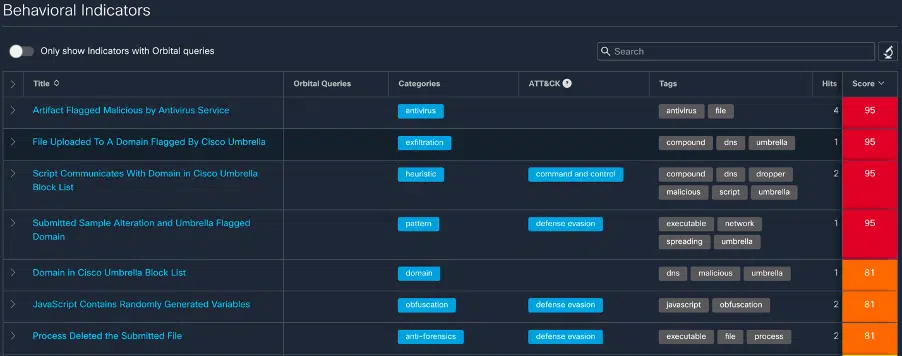 Behavioral Indicators
Only show Indicators with Orbital queries
Search
Title Orbital Queries Categories ATT&CK ? Tags Hits Score
Artifact Flagged Malicious by Antivirus Service antivirus antivirus file 4 95
File Uploaded To A Domain Flagged By Cisco Umbrella exfiltration compound dns umbrella 1 95
Script Communicates With Domain in Cisco Umbrella heuristic command and control compound dns dropper 2 95
Block List malicious script umbrella
Submitted Sample Alteration and Umbrella Flagged pattern defense evasion executable network 1 95
Domain spreading umbrella
Domain in Cisco Umbrella Block List domain dns malicious umbrella 1 81
JavaScript Contains Randomly Generated Variables obfuscation defense evasion javascript obfuscation 2 81
Process Deleted the Submitted File anti-forensics defense evasion executable file process 2 81